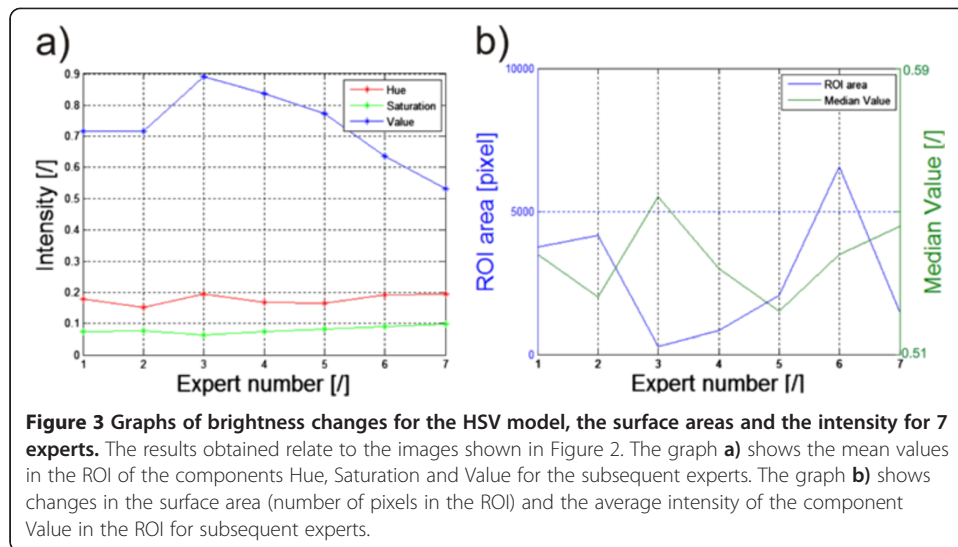 a)
0.9
0.8
0.7
0.6
0.5
0.4
0.3
0.2
0.1
0
1 2 3 4 5 6 7
Intensity [/]
Expert number [/]
Hue
Saturation
Value
b)
10000
5000
0
0.59
0.51
1 2 3 4 5 6 7
ROI area [pixel]
Median Value [/]
Expert number [/]
ROI area
Median Value
Figure 3 Graphs of brightness changes for the HSV model, the surface areas and the intensity for 7
experts. The results obtained relate to the images shown in Figure 2. The graph a) shows the mean values
in the ROI of the components Hue, Saturation and Value for the subsequent experts. The graph b) shows
changes in the surface area (number of pixels in the ROI) and the average intensity of the component
Value in the ROI for subsequent experts.